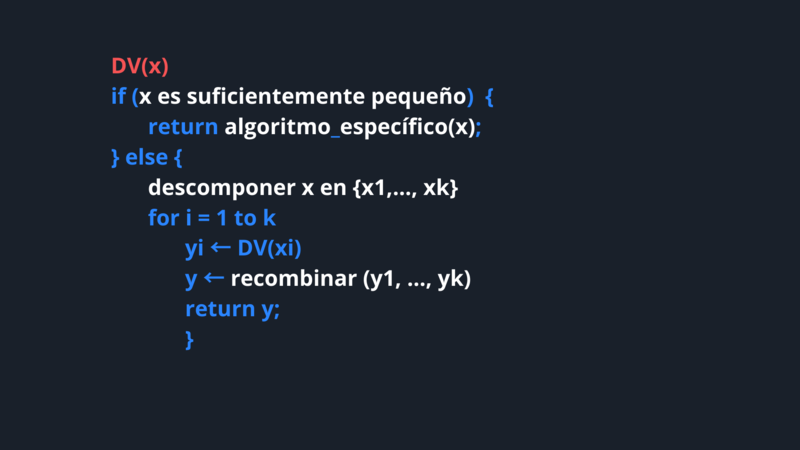 DV(x)
if (x es suficientemente pequeño) {
return algoritmo_específico(x);
} else {
descomponer x en {x1,..., xk}
for i = 1 to k
yi ← DV(xi)
y ← recombinar (y1, ..., yk)
return y;
}